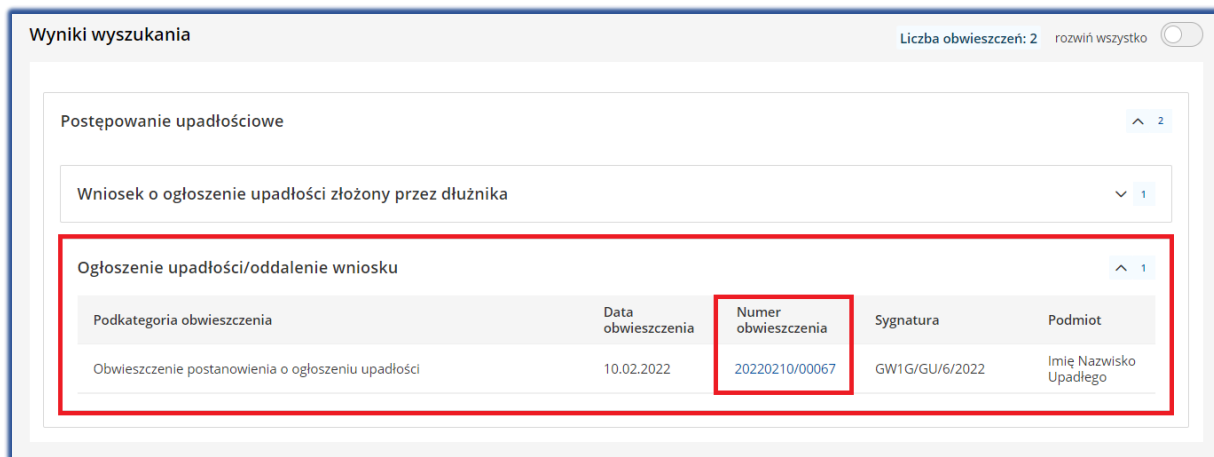 Wyniki wyszukania
Liczba obwieszczeń: 2 rozwiń wszystko
Postępowanie upadłościowe
2
Wniosek o ogłoszenie upadłości złożony przez dłużnika
1
Ogłoszenie upadłości/oddalenie wniosku
1
Podkategoria obwieszczenia
Data
obwieszczenia
Numer
obwieszczenia
Sygnatura
Podmiot
Obwieszczenie postanowienia o ogłoszeniu upadłości
10.02.2022
20220210/00067
GW1G/GU/6/2022
Imię Nazwisko
Upadłego